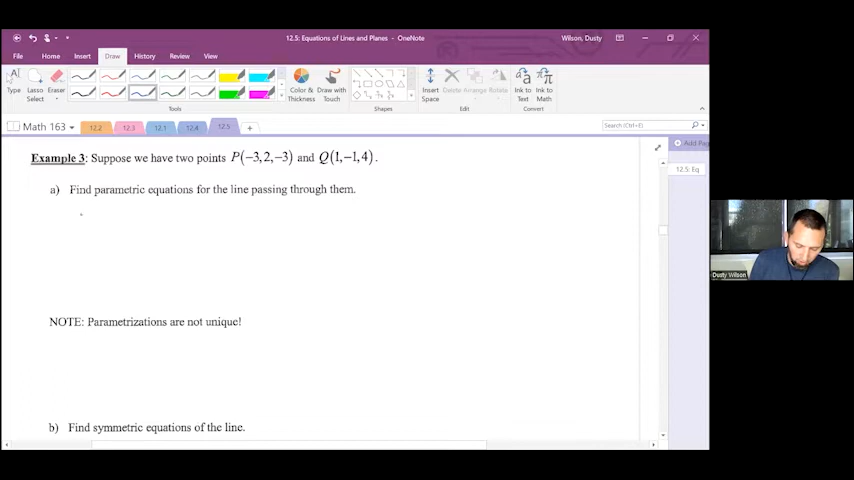 Wilson, Dusty
12.5: Equations of Lines and Planes - OneNote
File Home Insert Draw History Review View
Type
Lasso Select
Eraser
Color & Thickness
Draw with Touch
Insert Space
Delete Arrange Rotate
Ink to Text
Ink to Math
Tools
Shapes
Edit
Convert
Math 163
12.2 12.3 12.1 12.4 12.5 +
Search (Ctrl+E)
Add Pag
12.5: Eq
Example 3: Suppose we have two points P(−3,2,−3) and Q(1,−1,4).
a) Find parametric equations for the line passing through them.
NOTE: Parametrizations are not unique!
b) Find symmetric equations of the line.
Dusty Wilson